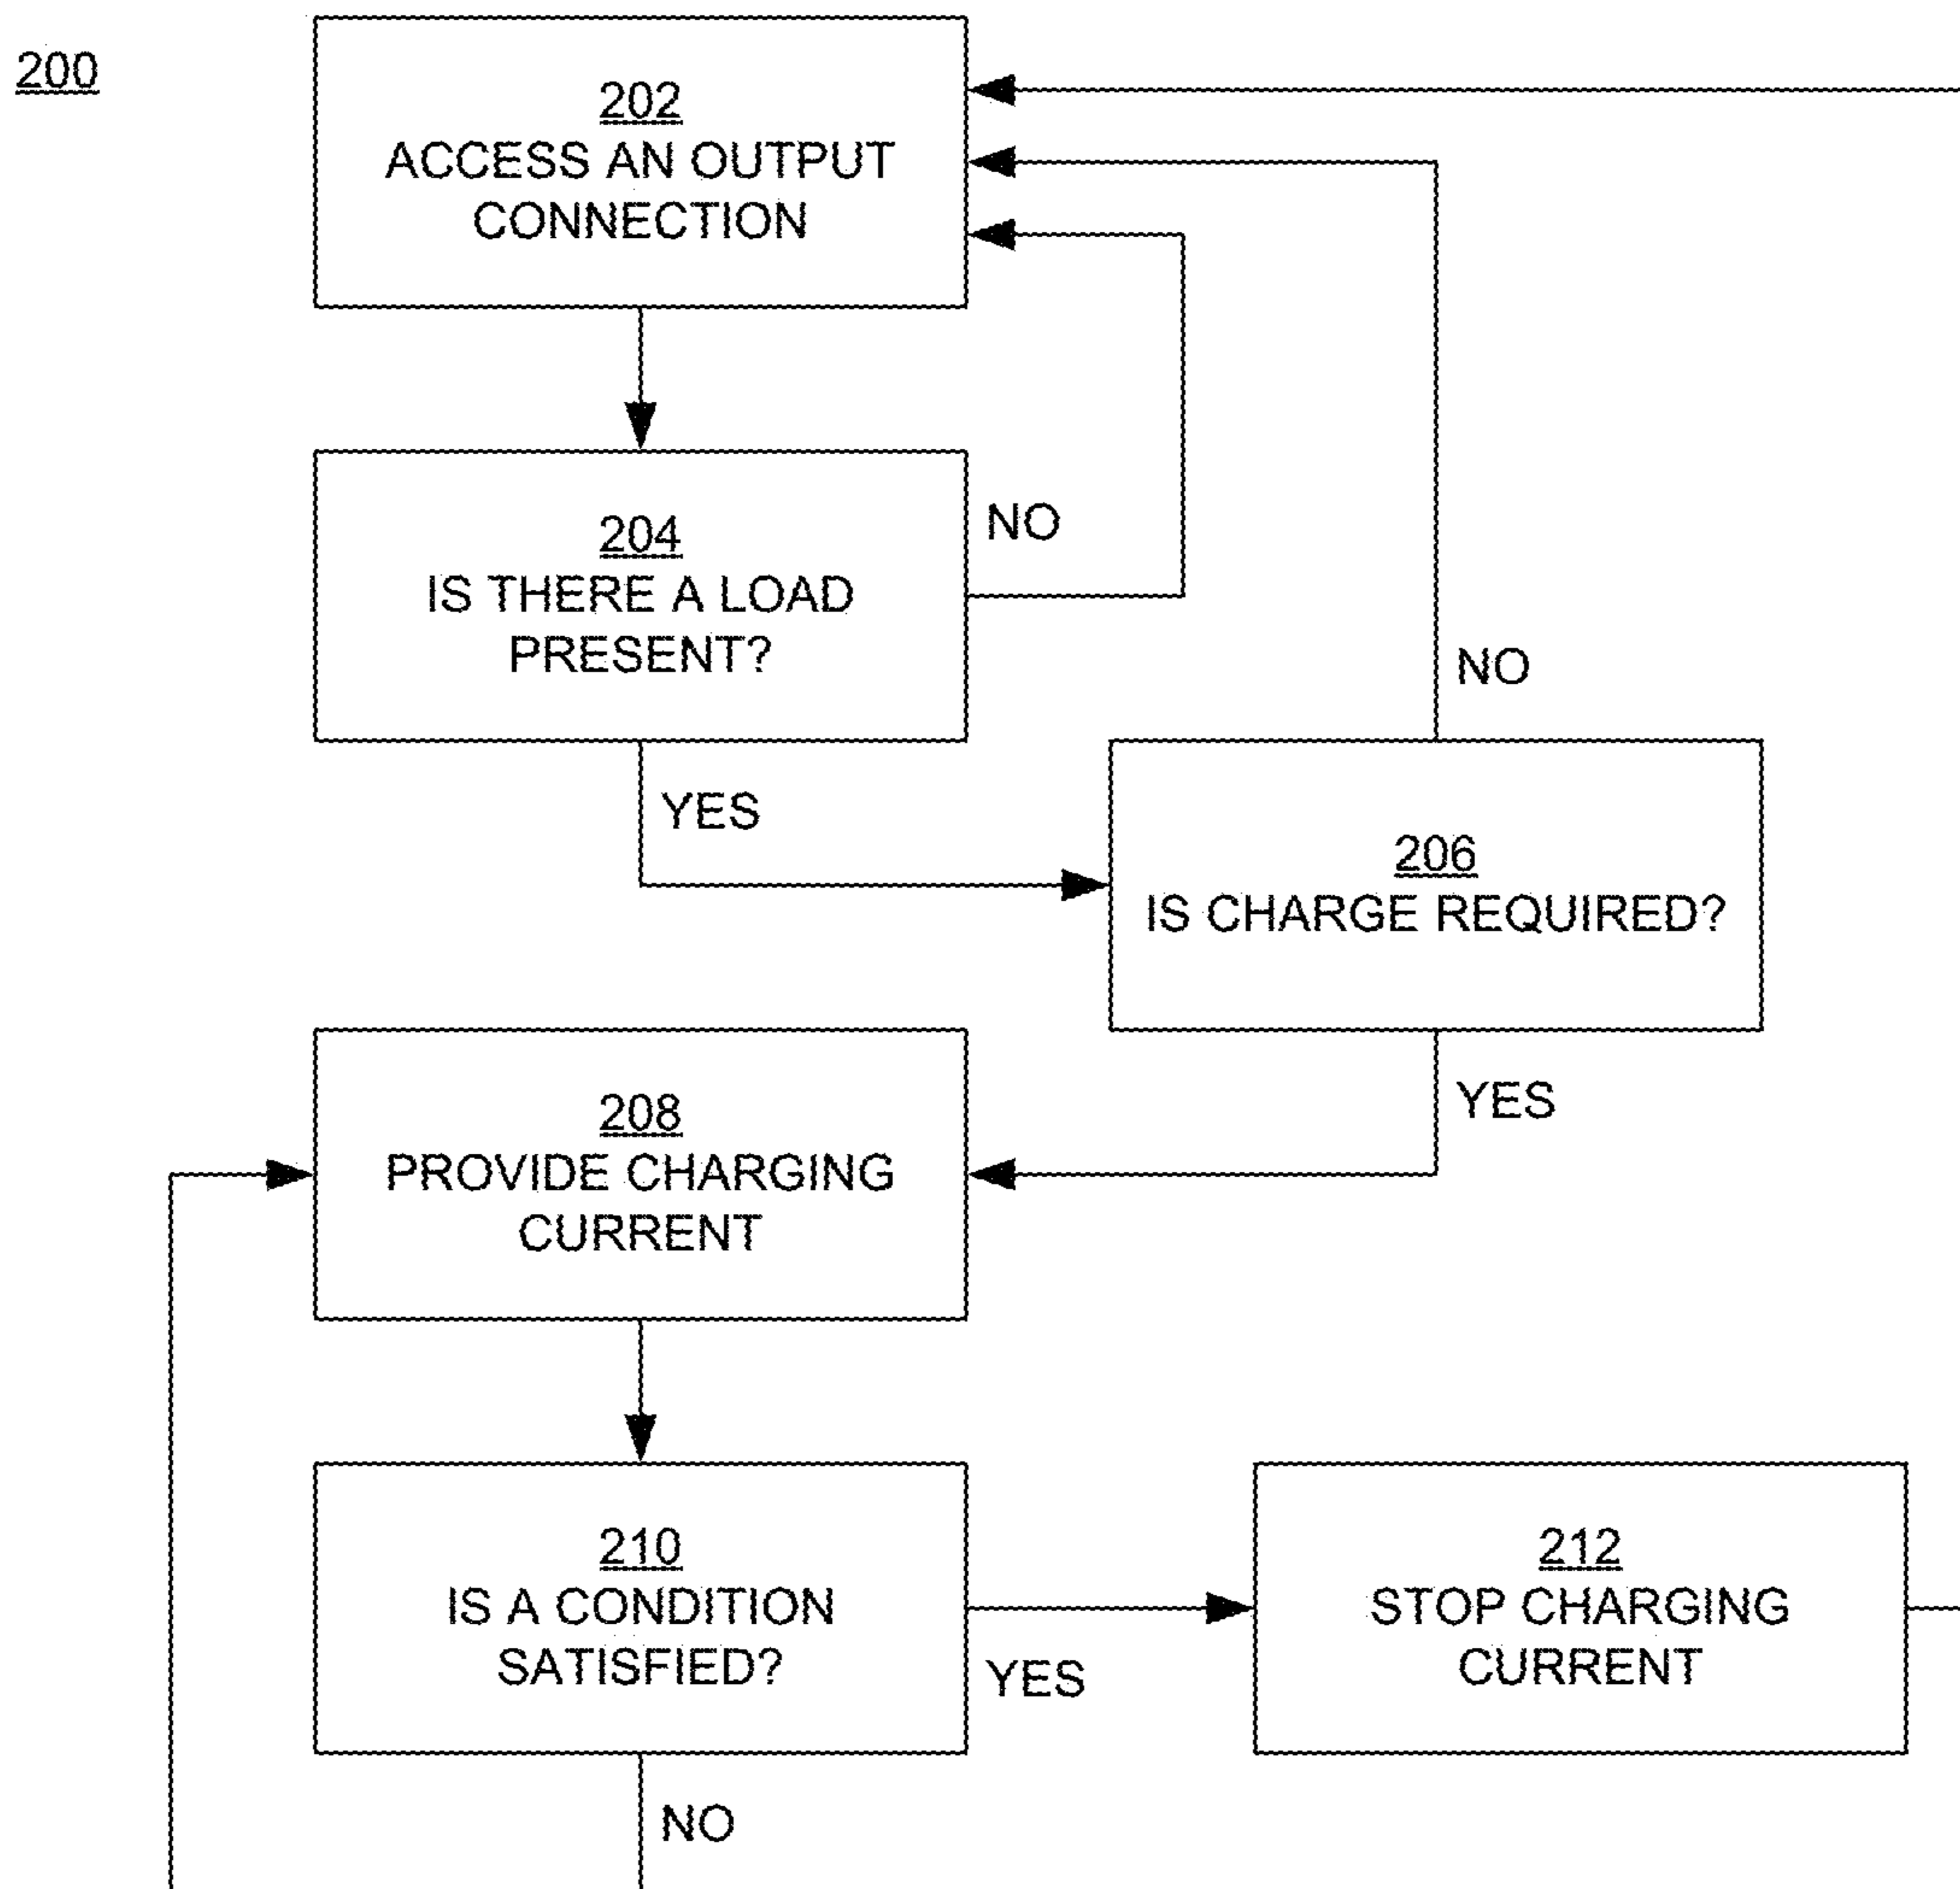 200
202
ACCESS AN OUTPUT
CONNECTION
204
IS THERE A LOAD
PRESENT?
NO
YES
NO
206
IS CHARGE REQUIRED?
YES
208
PROVIDE CHARGING
CURRENT
210
IS A CONDITION
SATISFIED?
YES
NO
212
STOP CHARGING
CURRENT